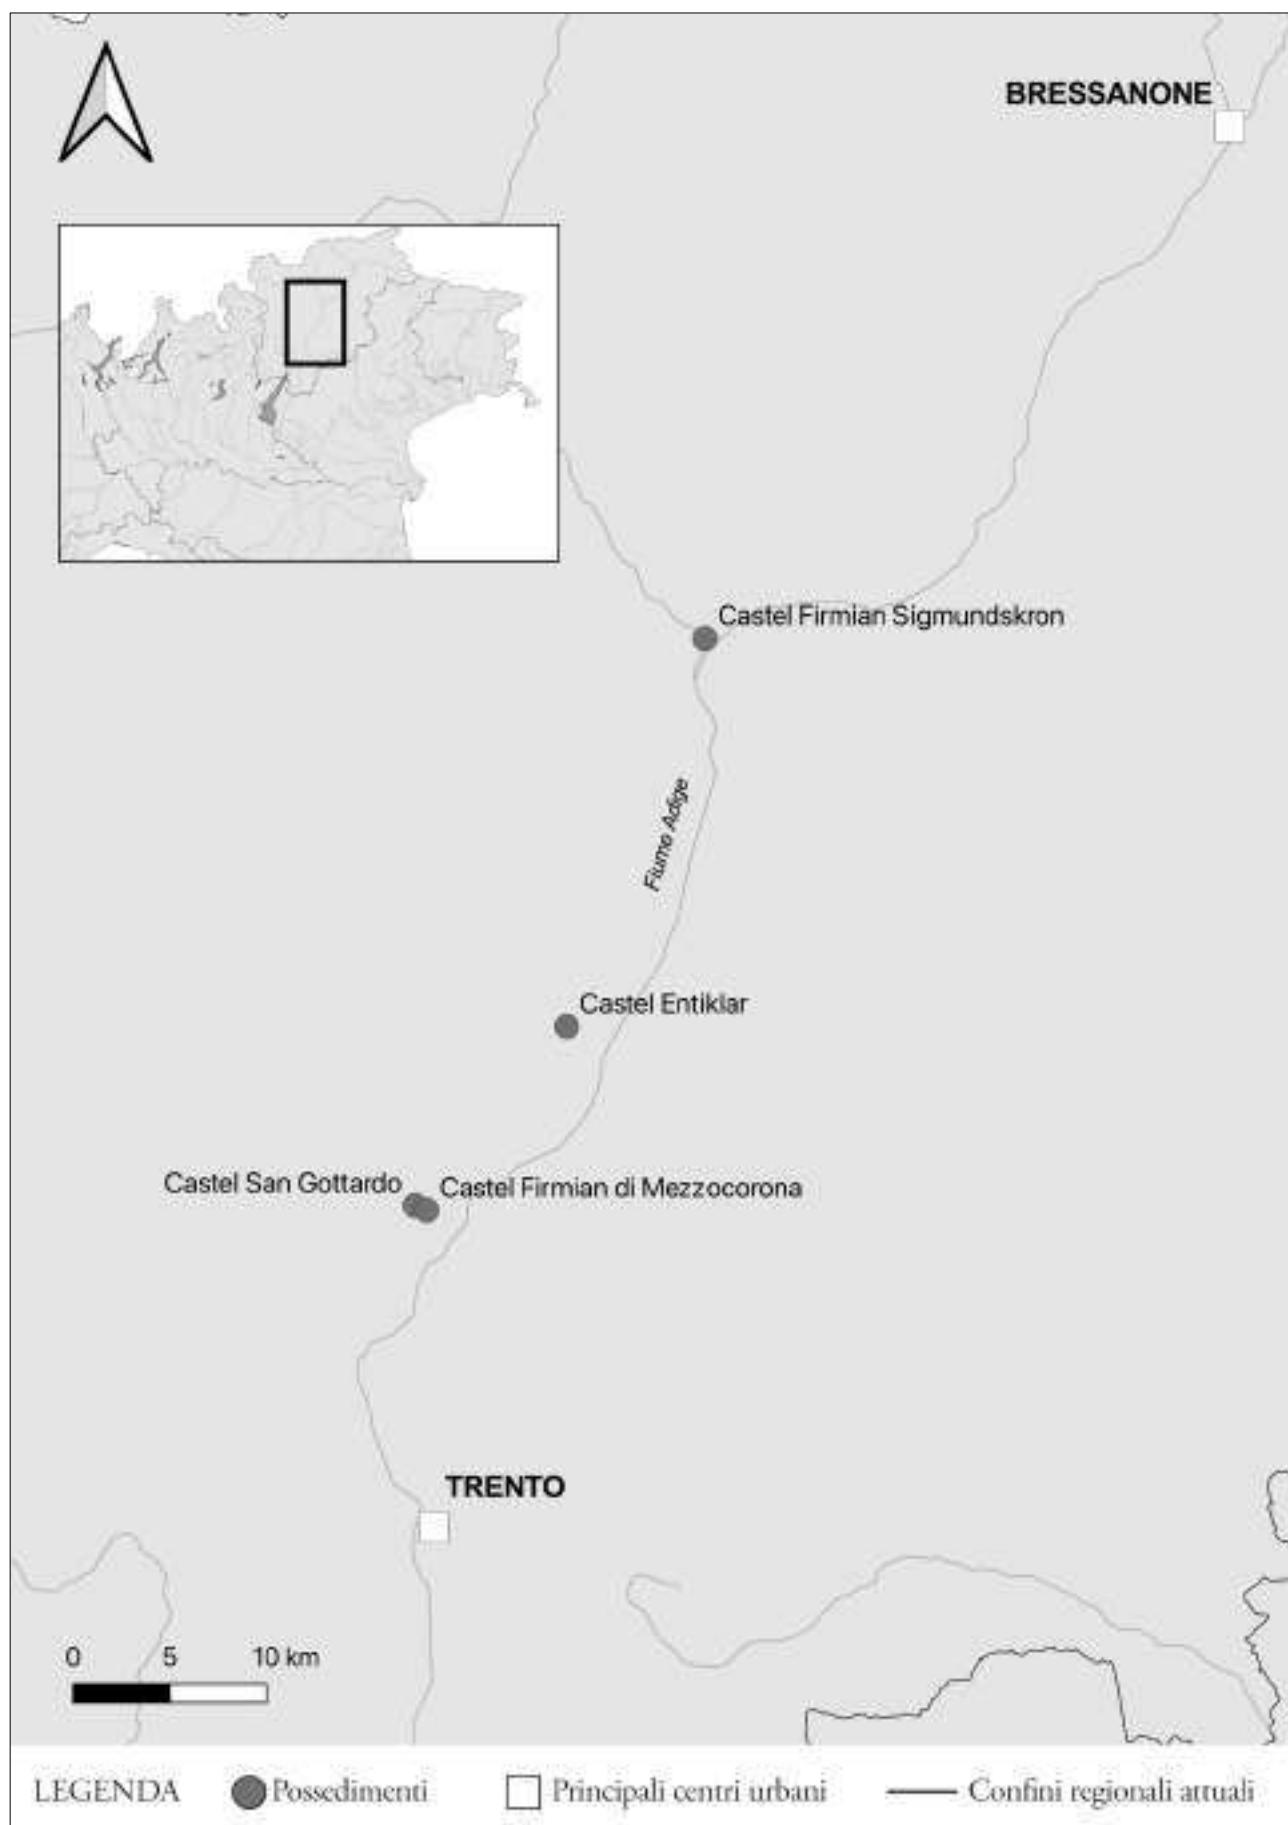 BRESSANONE
Castel Firmian Sigmundskron
Fiume Adige
Castel Entiklar
Castel San Gottardo
Castel Firmian di Mezzocorona
TRENTO
0 5 10 km
LEGENDA Possedimenti Principali centri urbani Confini regionali attuali